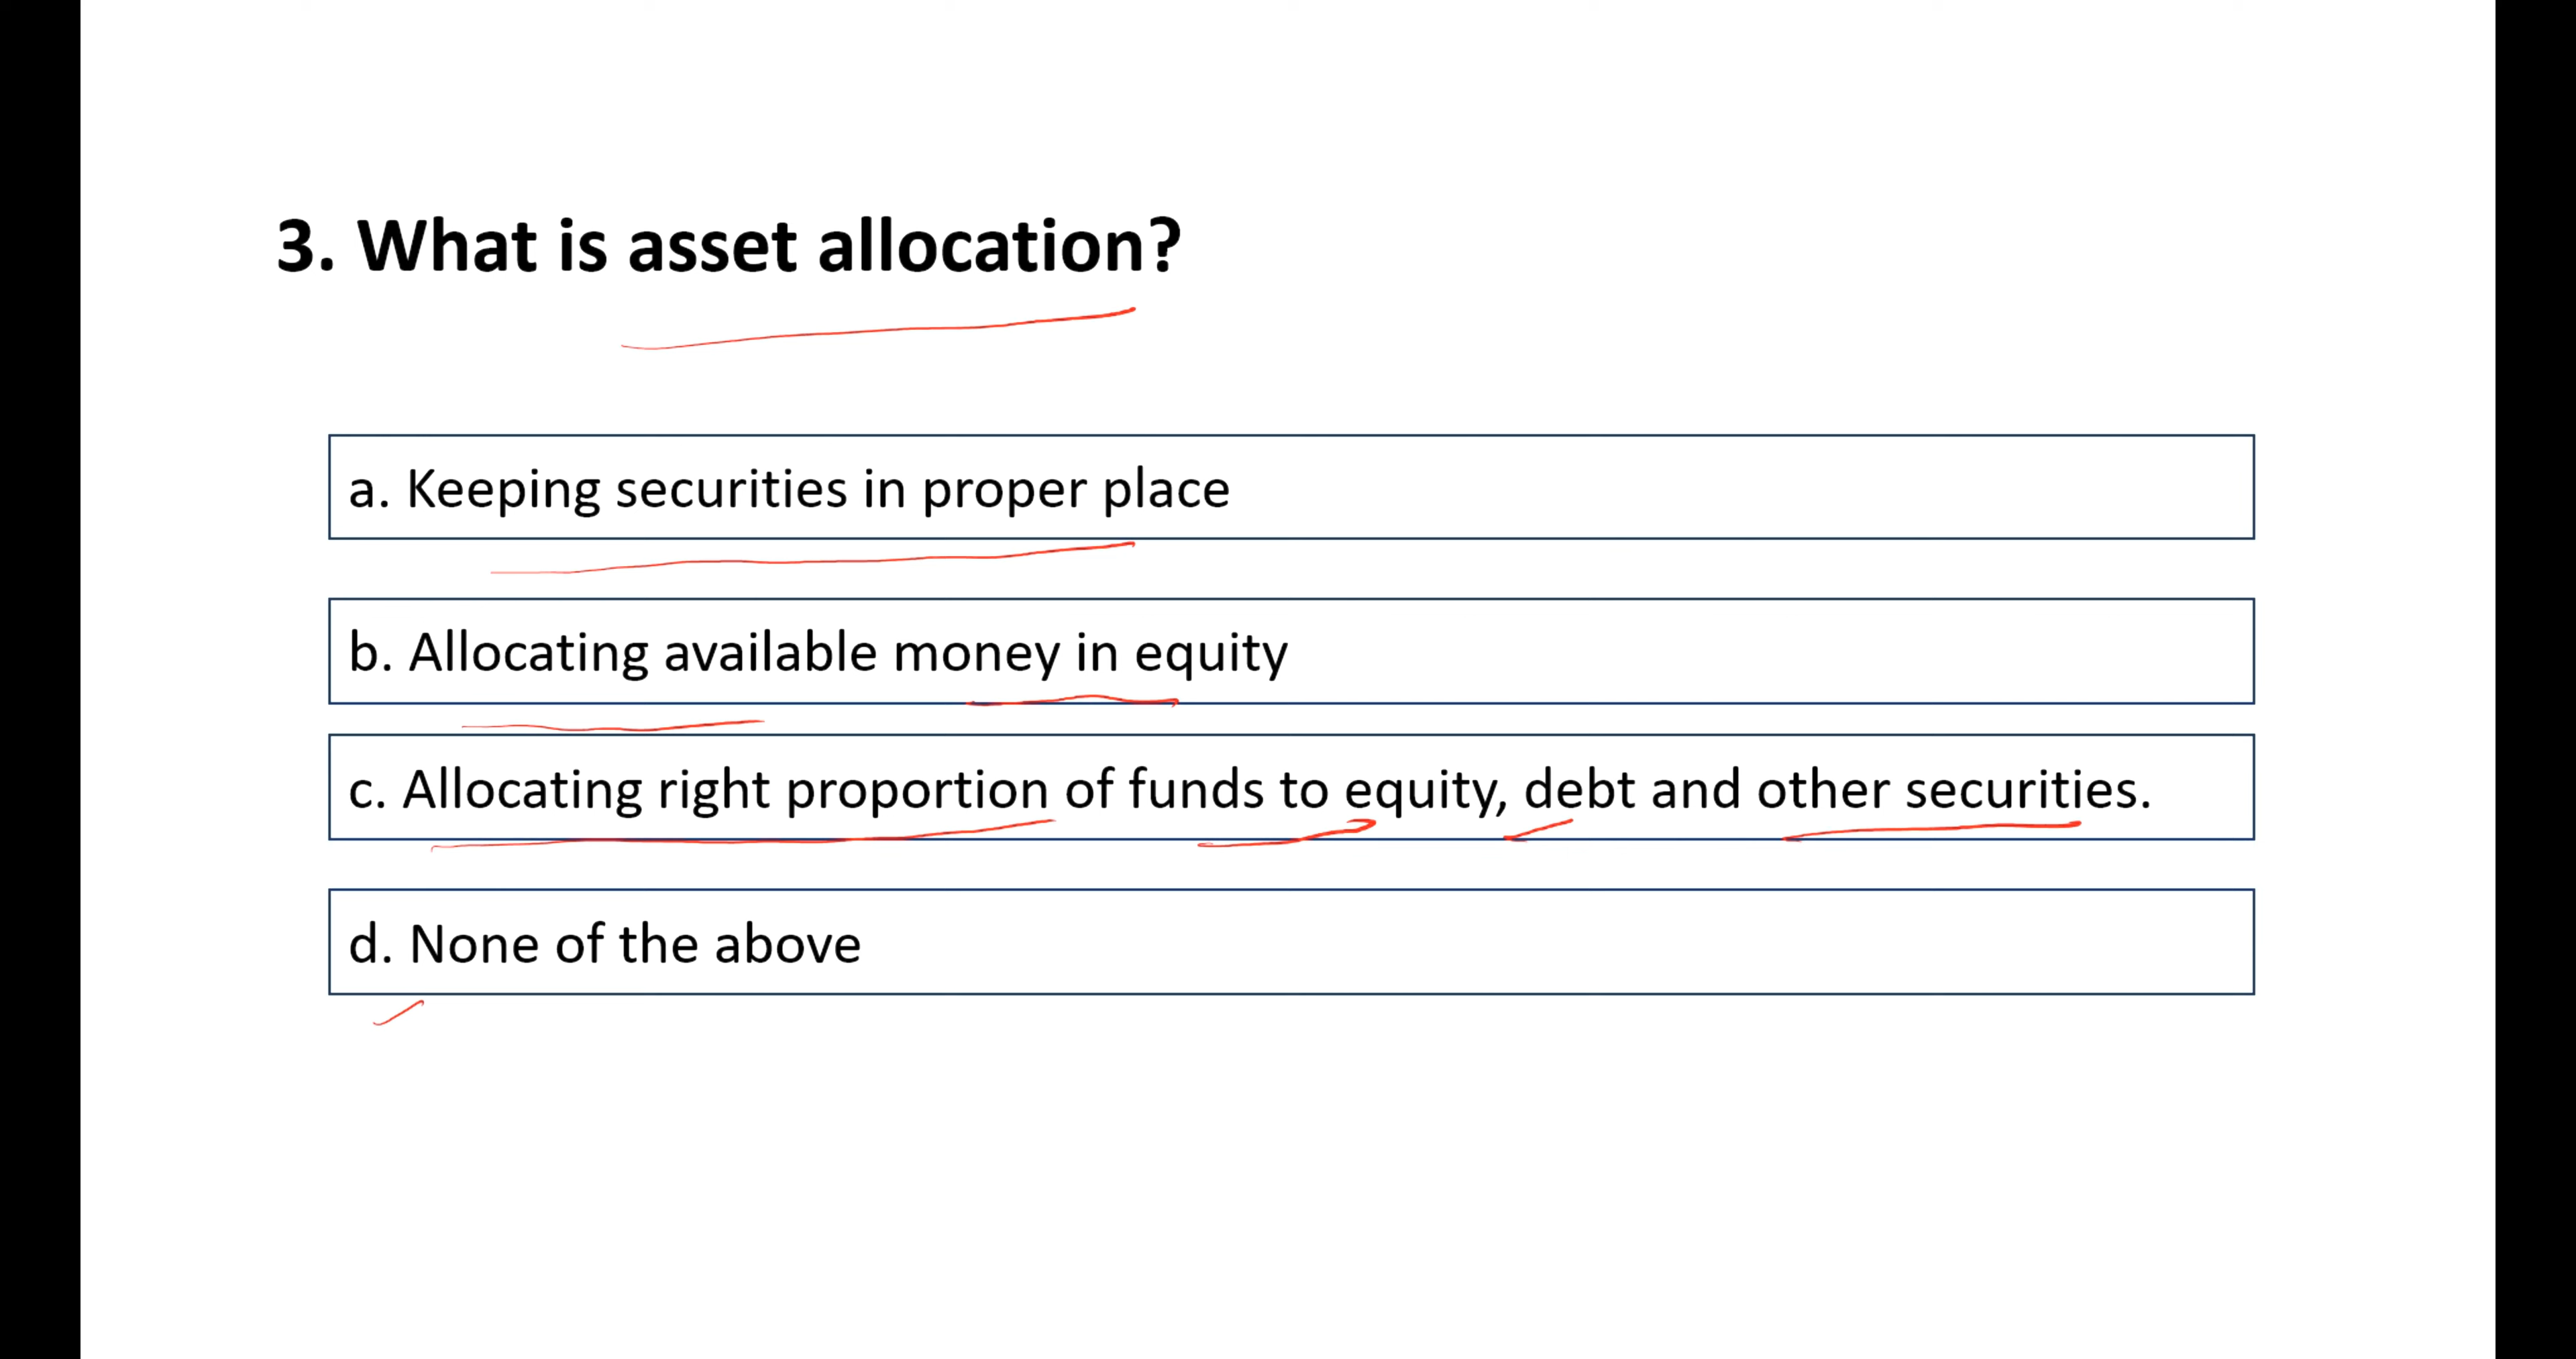 3. What is asset allocation?
a. Keeping securities in proper place
b. Allocating available money in equity
c. Allocating right proportion of funds to equity, debt and other securities.
d. None of the above